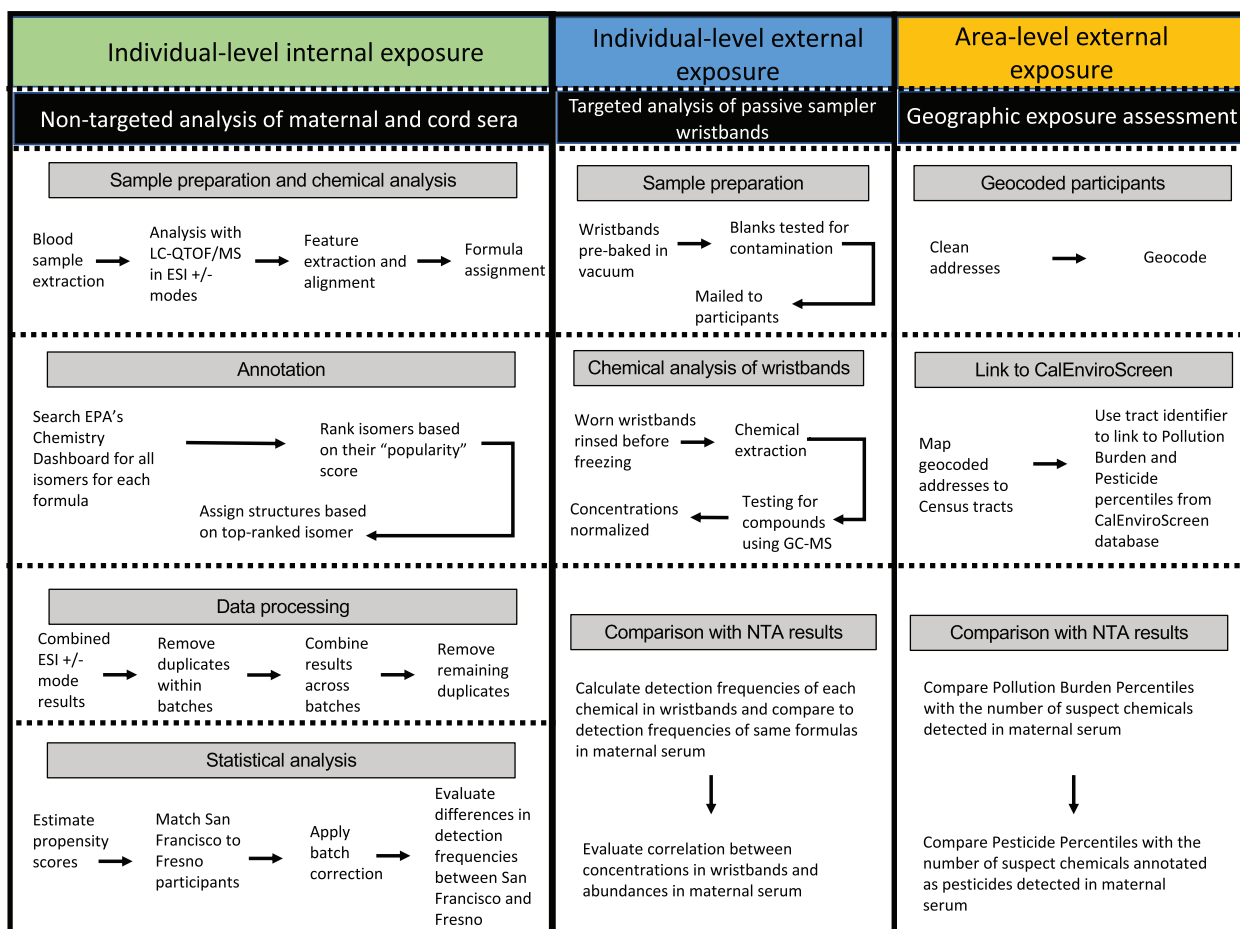 Individual-level internal exposure
Non-targeted analysis of maternal and cord sera
Sample preparation and chemical analysis
Blood
sample
extraction
Analysis with
LC-QTOF/MS
in ESI +/-
modes
Feature
extraction and
alignment
Formula
assignment
Annotation
Search EPA's
Chemistry
Dashboard for all
isomers for each
formula
Rank isomers based
on their “popularity”
score
Assign structures based
on top-ranked isomer
Data processing
Combined
ESI +/-
mode
results
Remove
duplicates
within
batches
Combine
results
across
batches
Remove
remaining
duplicates
Statistical analysis
Estimate
propensity
scores
Match San
Francisco to
Fresno
participants
Apply
batch
correction
Evaluate
differences in
detection
frequencies
between San
Francisco and
Fresno
Individual-level external
exposure
Targeted analysis of passive sampler
wristbands
Sample preparation
Wristbands
pre-baked in
vacuum
Blanks tested for
contamination
Mailed to
participants
Chemical analysis of wristbands
Worn wristbands
rinsed before
freezing
Chemical
extraction
Testing for
compounds
using GC-MS
Concentrations
normalized
Comparison with NTA results
Calculate detection frequencies of each
chemical in wristbands and compare to
detection frequencies of same formulas
in maternal serum
Evaluate correlation between
concentrations in wristbands and
abundances in maternal serum
Area-level external
exposure
Geographic exposure assessment
Geocoded participants
Clean
addresses
Geocode
Link to CalEnviroScreen
Map
geocoded
addresses to
Census tracts
Use tract identifier
to link to Pollution
Burden and
Pesticide
percentiles from
CalEnviroScreen
database
Comparison with NTA results
Compare Pollution Burden Percentiles
with the number of suspect chemicals
detected in maternal serum
Compare Pesticide Percentiles with the
number of suspect chemicals annotated
as pesticides detected in maternal
serum